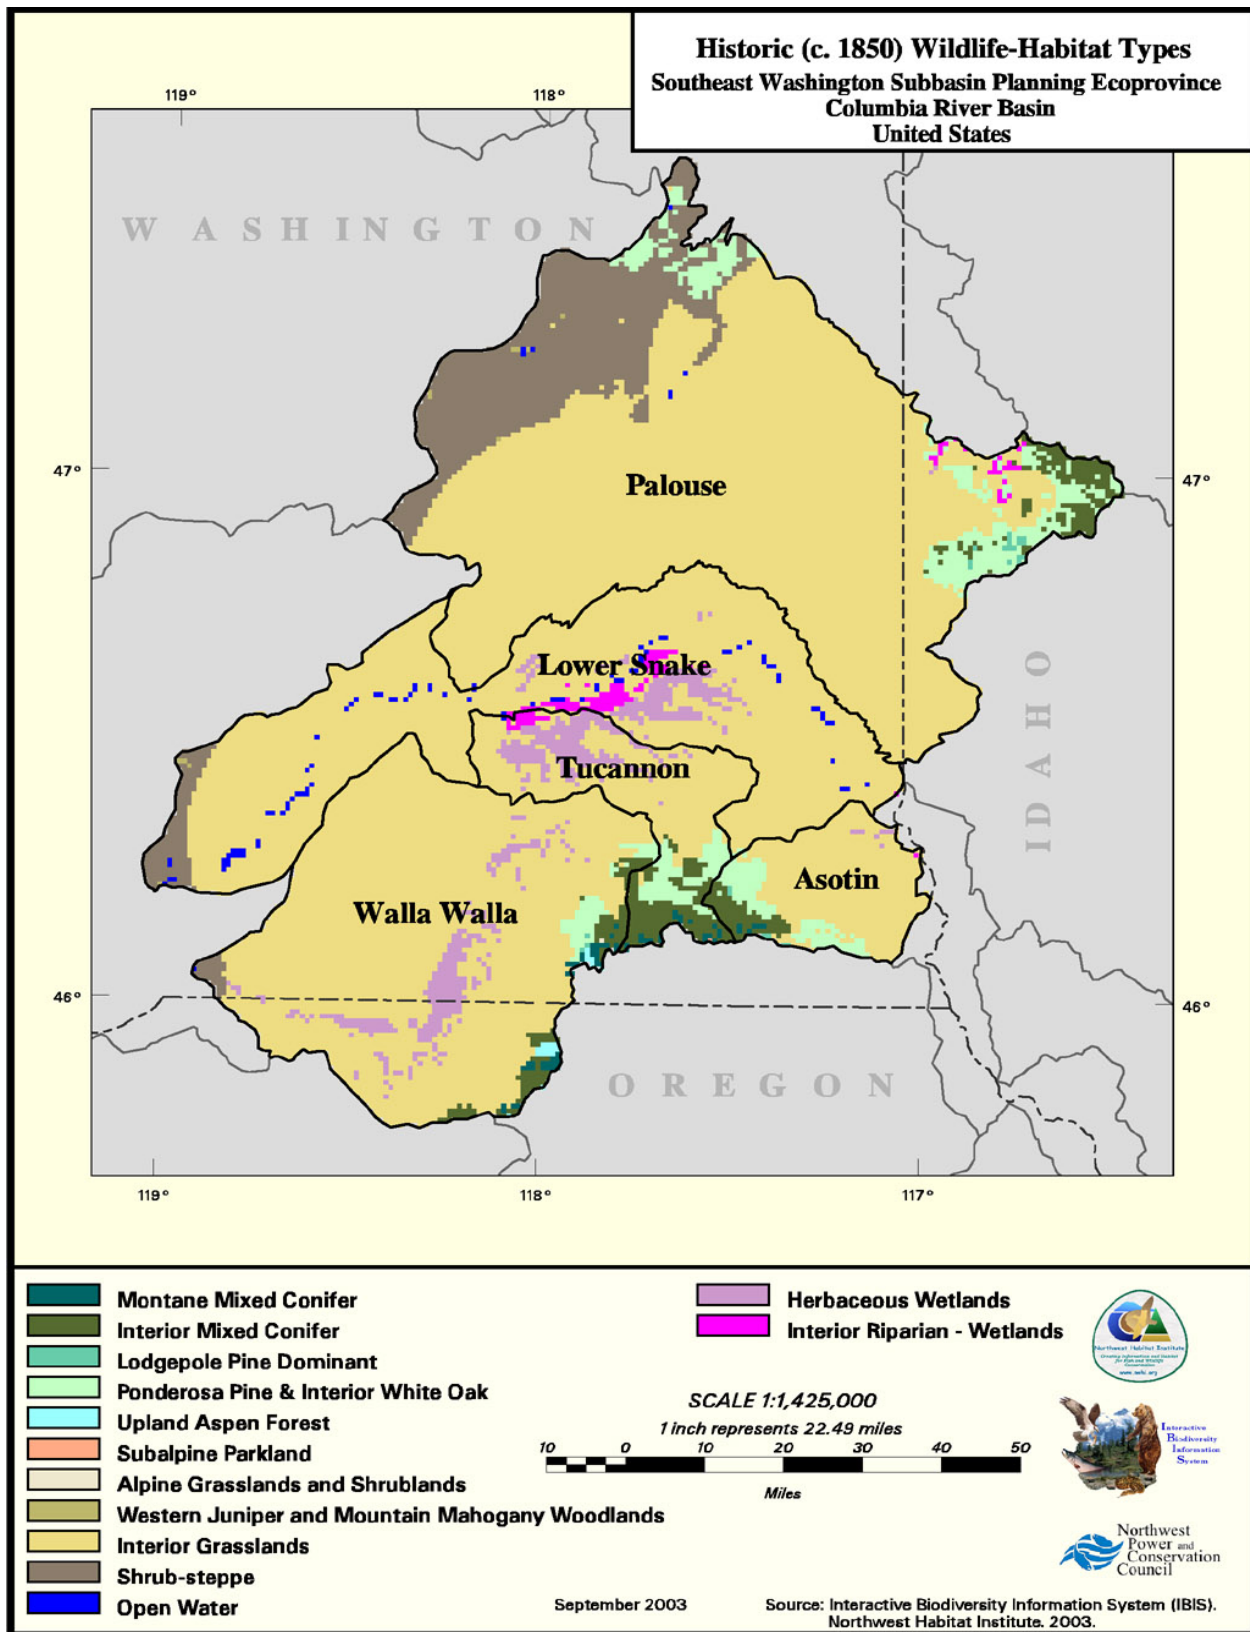 Historic (c. 1850) Wildlife-Habitat Types
Southeast Washington Subbasin Planning Ecoprovince
Columbia River Basin
United States
119°
118°
WASHINGTON
47°
Palouse
47°
Lower Snake
IDAHO
Tucannon
Asotin
Walla Walla
46°
46°
OREGON
119°
118°
117°
Montane Mixed Conifer
Interior Mixed Conifer
Lodgepole Pine Dominant
Ponderosa Pine & Interior White Oak
Upland Aspen Forest
Subalpine Parkland
Alpine Grasslands and Shrublands
Western Juniper and Mountain Mahogany Woodlands
Interior Grasslands
Shrub-steppe
Open Water
Herbaceous Wetlands
Interior Riparian - Wetlands
SCALE 1:1,425,000
1 inch represents 22.49 miles
10 0 10 20 30 40 50
Miles
Northwest Habitat Institute
www.nwhi.org
Interactive
Biodiversity
Information
System
Northwest
Power and
Conservation
Council
September 2003
Source: Interactive Biodiversity Information System (IBIS).
Northwest Habitat Institute. 2003.